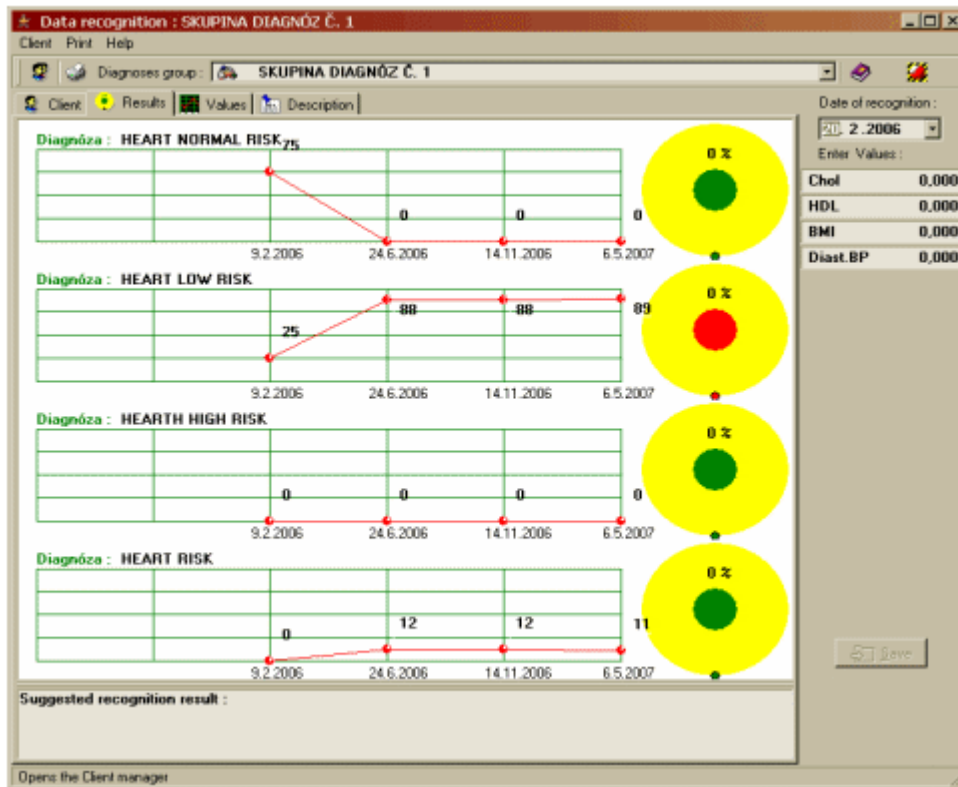 Data recognition : SKUPINA DIAGNÓZ Č. 1
Client Print Help
Diagnoses group : SKUPINA DIAGNÓZ Č. 1
Client Results Values Description
Date of recognition :
20. 2.2006
Enter Values :
Chol 0,000
HDL 0,000
BMI 0,000
Diast.BP 0,000
Diagnóza : HEART NORMAL RISK
75 0 0 0
0 %
9.2.2006 24.6.2006 14.11.2006 6.5.2007
Diagnóza : HEART LOW RISK
25 88 88 89
0 %
9.2.2006 24.6.2006 14.11.2006 6.5.2007
Diagnóza : HEARTH HIGH RISK
0 0 0 0
0 %
9.2.2006 24.6.2006 14.11.2006 6.5.2007
Diagnóza : HEART RISK
0 12 12 11
0 %
9.2.2006 24.6.2006 14.11.2006 6.5.2007
Save
Suggested recognition result :
Opens the Client manager